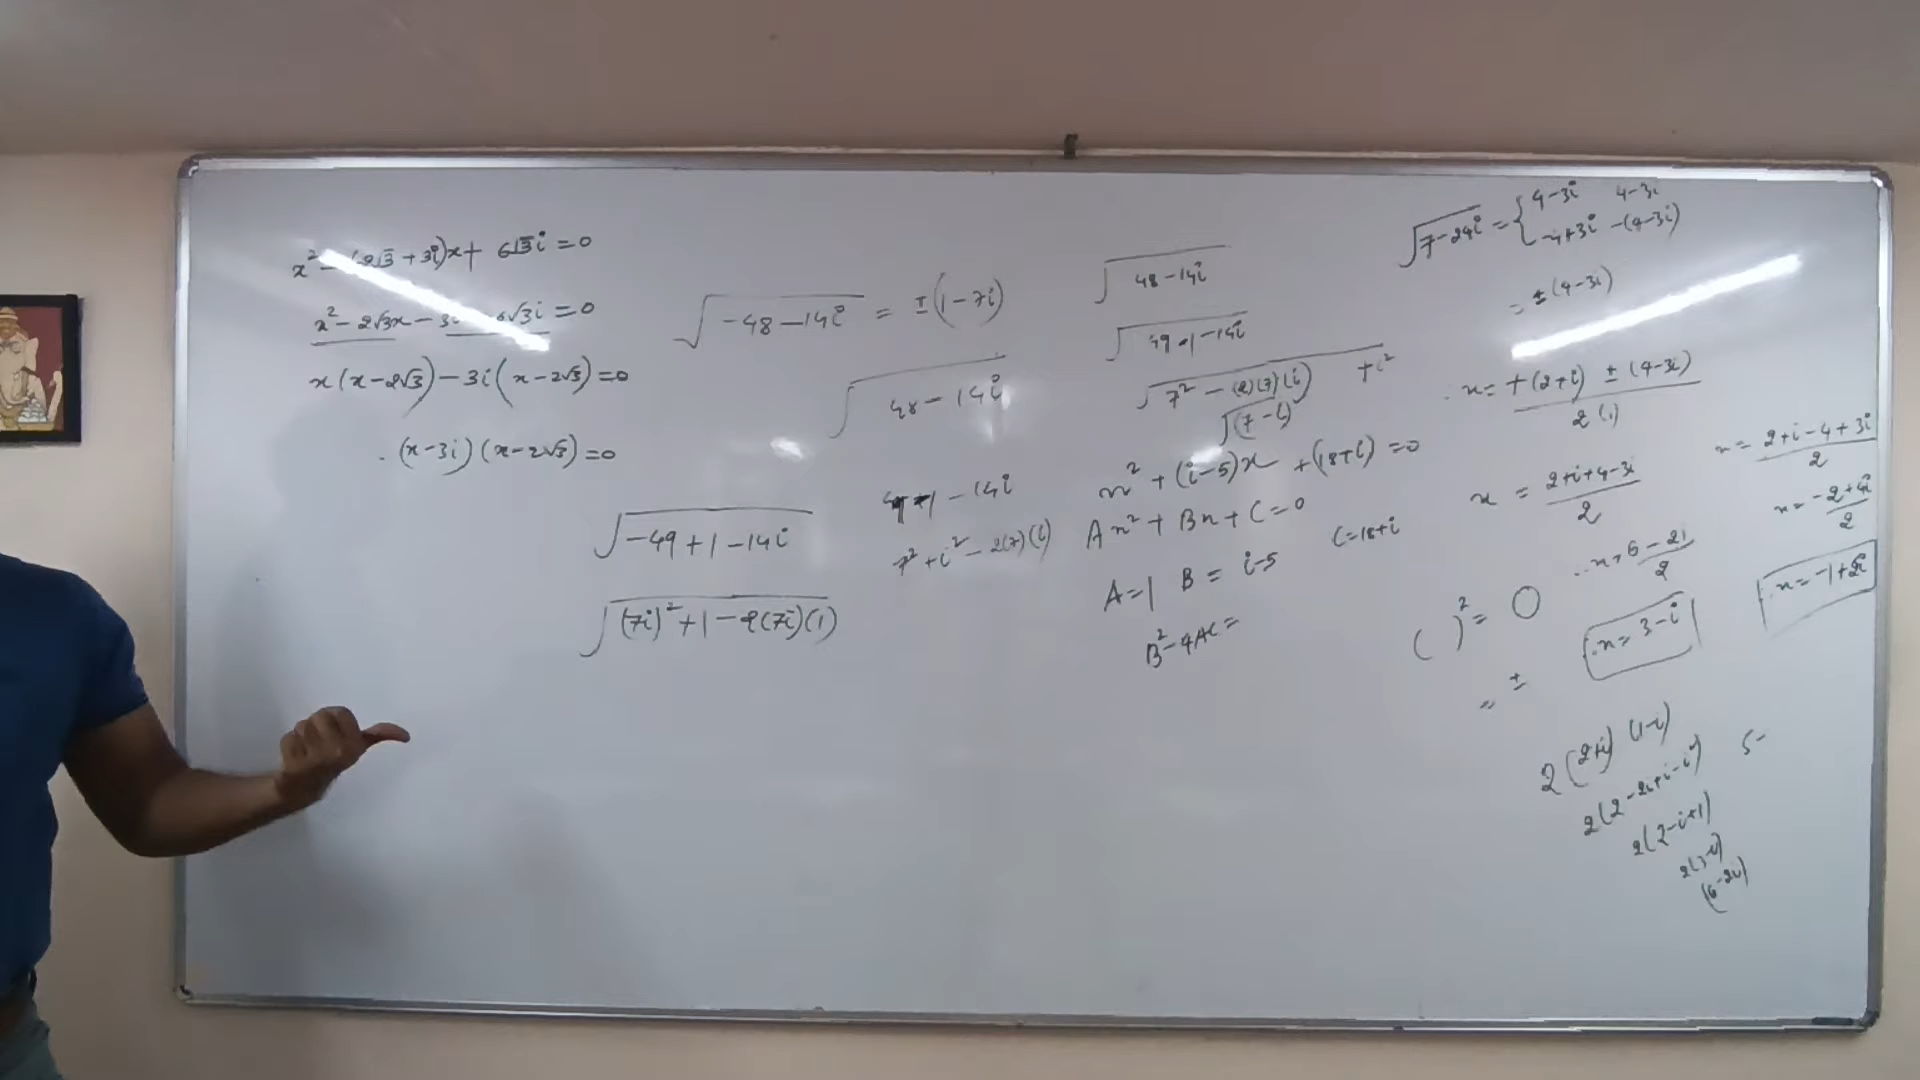 x² - (2√3 + 3i)x + 6√3i = 0
x² - 2√3x - 3i 6√3i = 0
x(x-2√3) - 3i(x-2√3) = 0
. (x-3i)(x-2√3) = 0
√-48-14i = ±(1-7i)
√48-14i
√-49+1-14i
√(7i)²+1-2(7i)(1)
-1 - 14i
7²+i²-2(7)(i)
√48-14i
√49-1-14i
√7² - (2)(7)(i) + i²
√(7-i)²
x² + (i-5)x + (18+i) = 0
Ax² + Bx + C = 0
C=18+i
A=1 B = i-5
B²-4AC =
√7-24i = { 4-3i 4-3i
-4+3i -(4-3i)
= ±(4-3i)
. x = +(2+i) ± (4-3i) / 2(1)
x = 2+i+4-3i / 2
. . x = 6-2i / 2
. x = 3-i
x = 2+i-4+3i / 2
x = -2+4i / 2
. x = -1+2i
( )² = 0
= ±
2(2+i)(1-i)
2(2-2i+i-i²)
2(2-i+1)
2(3-i)
(6-2i)
5-